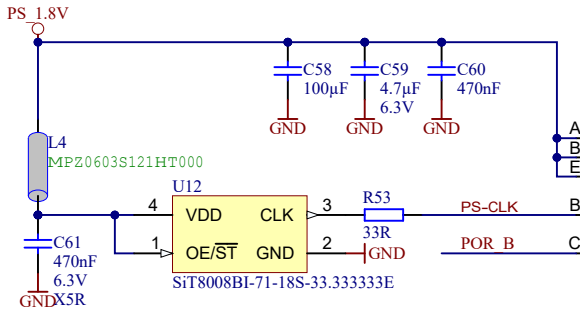 PS_1.8V
C58
100µF
C59
4.7µF
6.3V
C60
470nF
GND
GND
GND
A
B
E
L4
MPZ0603S121HT000
U12
4
VDD
CLK
3
R53
33R
PS-CLK
B
1
OE/ST
GND
2
GND
POR_B
C
C61
470nF
6.3V
X5R
GND
SiT8008BI-71-18S-33.333333E